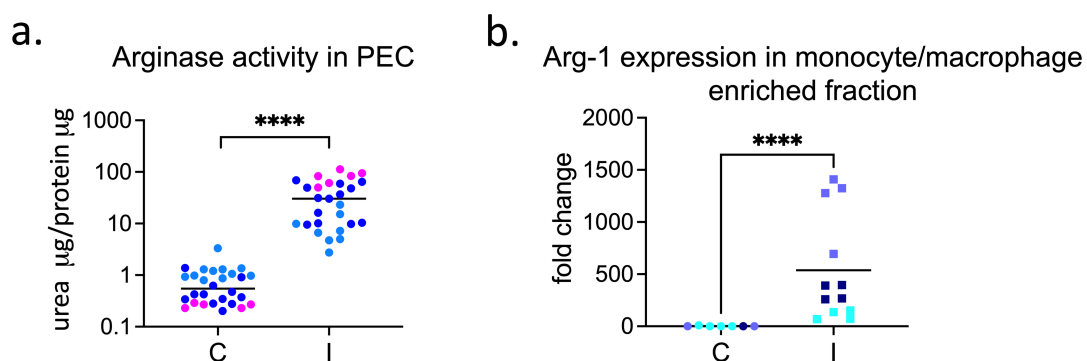 a.
Arginase activity in PEC
urea µg/protein µg
1000
100
10
1
0.1
****
C
I
b.
Arg-1 expression in monocyte/macrophage
enriched fraction
fold change
2000
1500
1000
500
0
****
C
I